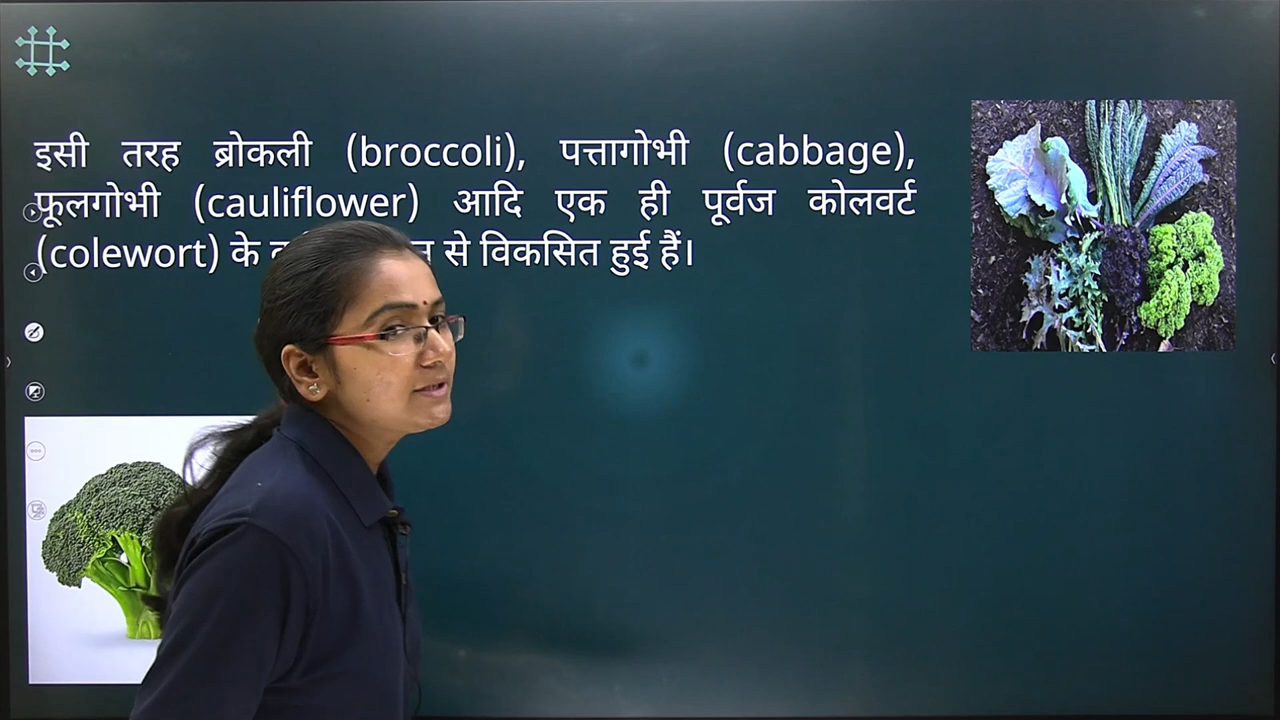 इसी तरह ब्रोकली (broccoli), पत्तागोभी (cabbage),
फूलगोभी (cauliflower) आदि एक ही पूर्वज कोलवर्ट
(colewort) के से विकसित हुई हैं।